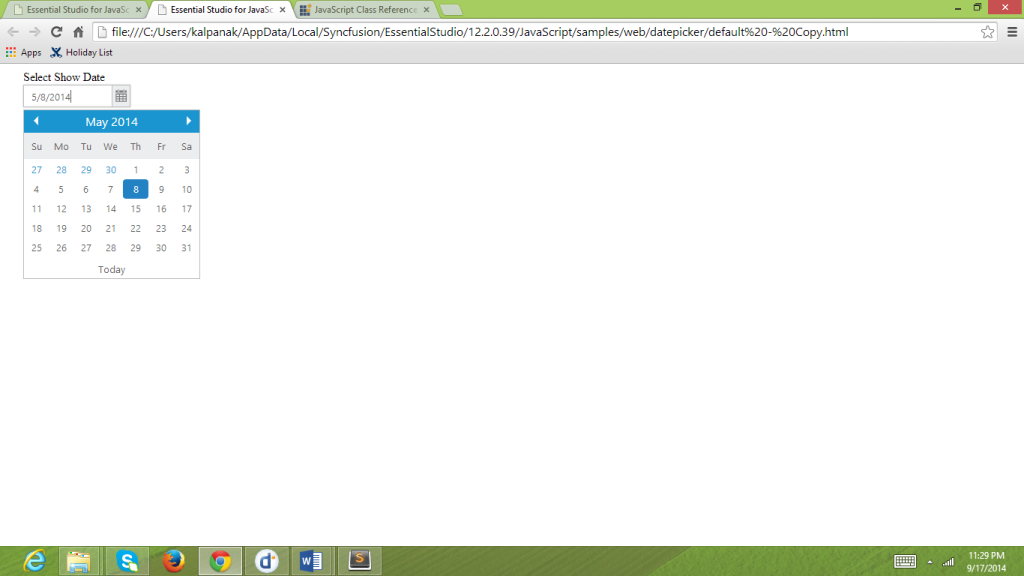 Essential Studio for JavaSc
Essential Studio for JavaSc
JavaScript Class Reference
file:///C:/Users/kalpanak/AppData/Local/Syncfusion/EssentialStudio/12.2.0.39/JavaScript/samples/web/datepicker/default%20-%20Copy.html
Apps Holiday List
Select Show Date
5/8/2014
May 2014
Su Mo Tu We Th Fr Sa
27 28 29 30 1 2 3
4 5 6 7 8 9 10
11 12 13 14 15 16 17
18 19 20 21 22 23 24
25 26 27 28 29 30 31
Today
11:29 PM
9/17/2014